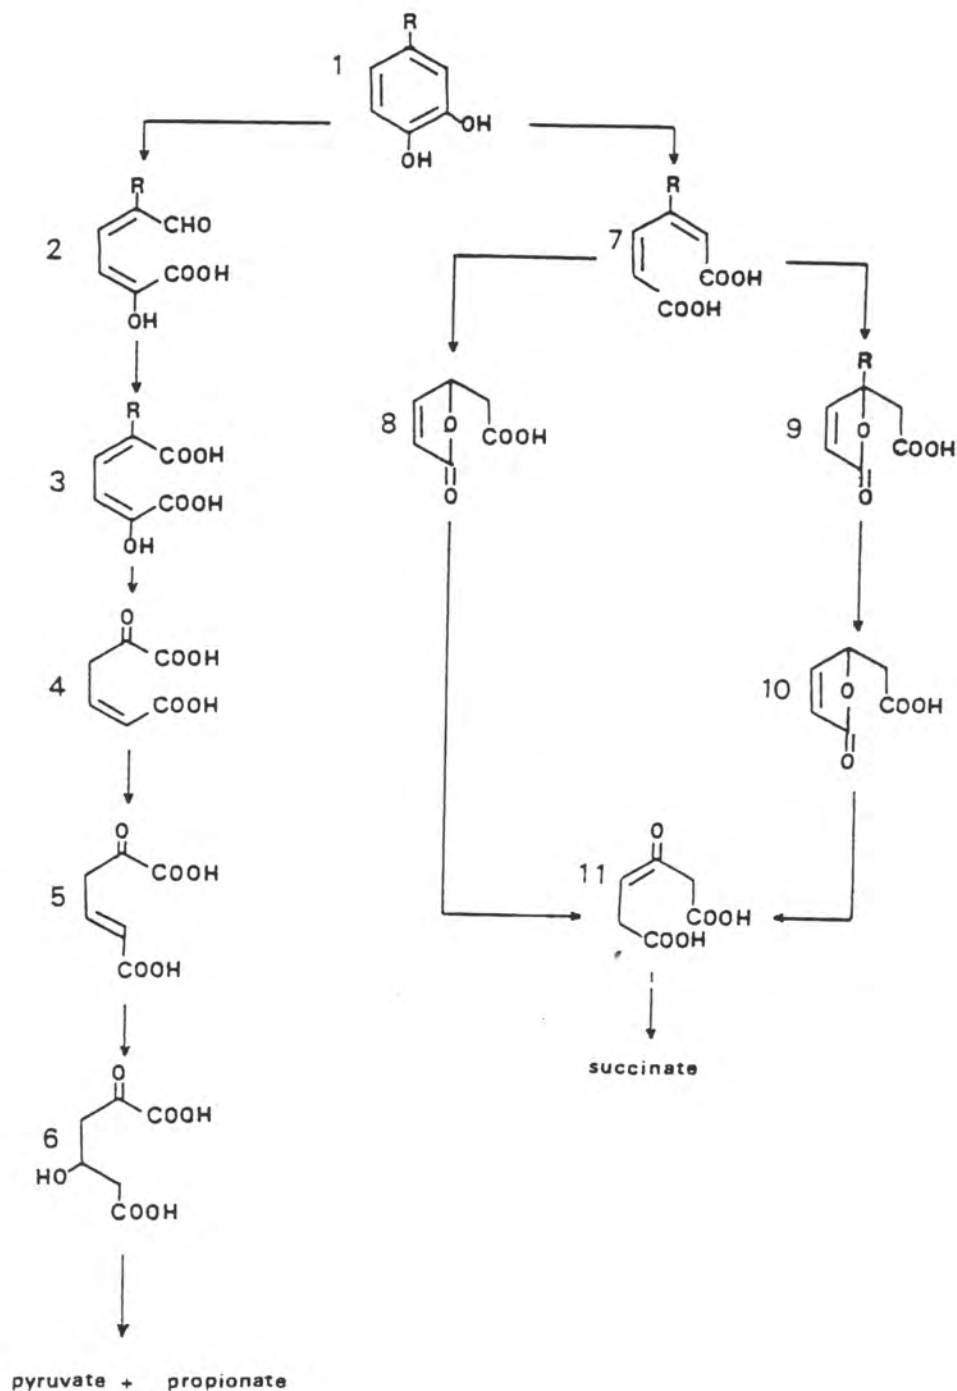 R
1
OH
OH
R
CHO
2
COOH
OH
R
COOH
3
COOH
OH
O
COOH
4
COOH
O
COOH
5
COOH
O
COOH
6
HO
COOH
pyruvate + propionate
R
7
COOH
COOH
8
O
COOH
O
R
9
O
COOH
O
10
O
COOH
O
O
11
COOH
COOH
succinate